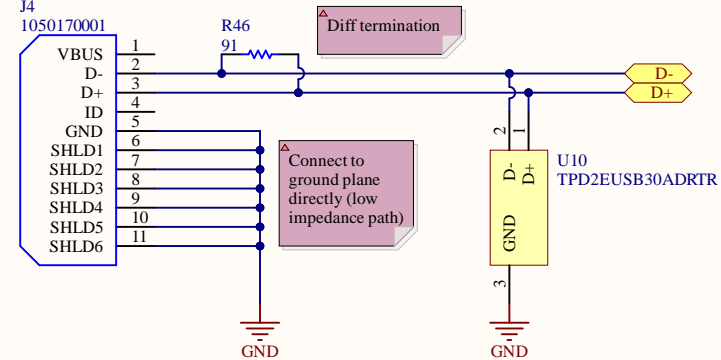 J4
1050170001
VBUS 1
D- 2
D+ 3
ID 4
GND 5
SHLD1 6
SHLD2 7
SHLD3 8
SHLD4 9
SHLD5 10
SHLD6 11
R46
91
Diff termination
Connect to
ground plane
directly (low
impedance path)
GND
D-
D+
2 1
D- D+
GND
3
U10
TPD2EUSB30ADRTR
GND